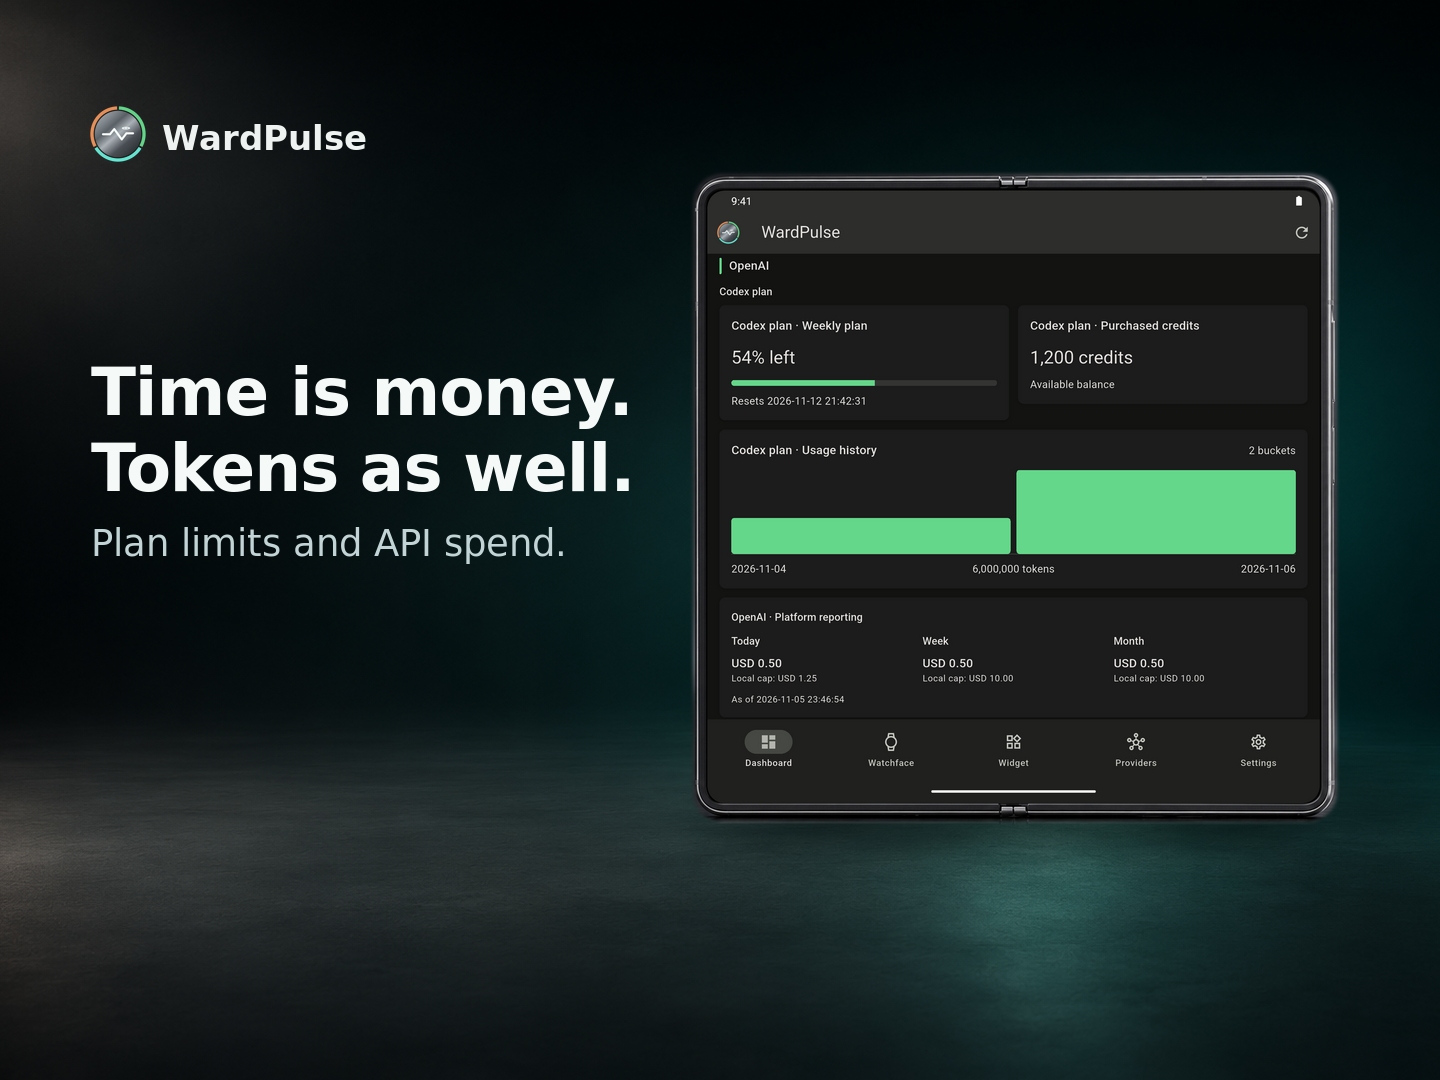 WardPulse
Time is money.
Tokens as well.
Plan limits and API spend.
9:41
WardPulse
OpenAI
Codex plan
Codex plan · Weekly plan
54% left
Resets 2026-11-12 21:42:31
Codex plan · Purchased credits
1,200 credits
Available balance
Codex plan · Usage history
2 buckets
2026-11-04
6,000,000 tokens
2026-11-06
OpenAI · Platform reporting
Today
Week
Month
USD 0.50
USD 0.50
USD 0.50
Local cap: USD 1.25
Local cap: USD 10.00
Local cap: USD 10.00
As of 2026-11-05 23:46:54
Dashboard
Watchface
Widget
Providers
Settings